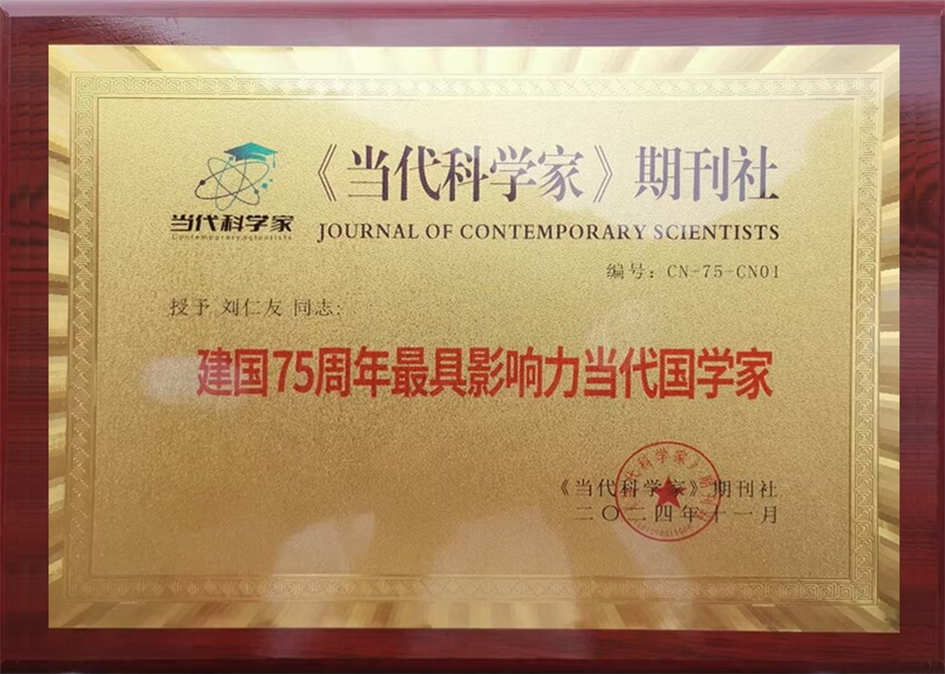 《当代科学家》期刊社
当代科学家
Contemporary scientists
JOURNAL OF CONTEMPORARY SCIENTISTS
编号：CN-75-CN01
授予 刘仁友 同志：
建国75周年最具影响力当代国学家
《当代科学家》期刊社
二〇二四年十一月